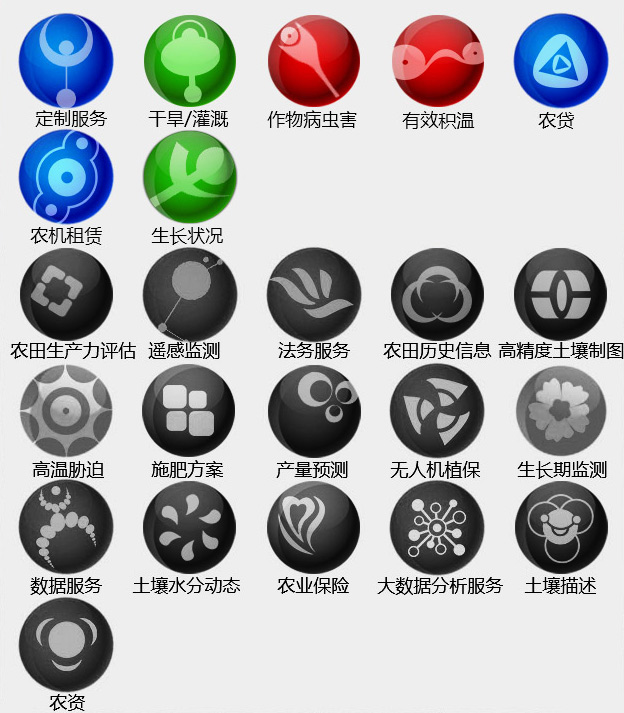 定制服务 干旱/灌溉 作物病虫害 有效积温 农贷
农机租赁 生长状况
农田生产力评估 遥感监测 法务服务 农田历史信息 高精度土壤制图
高温胁迫 施肥方案 产量预测 无人机植保 生长期监测
数据服务 土壤水分动态 农业保险 大数据分析服务 土壤描述
农资